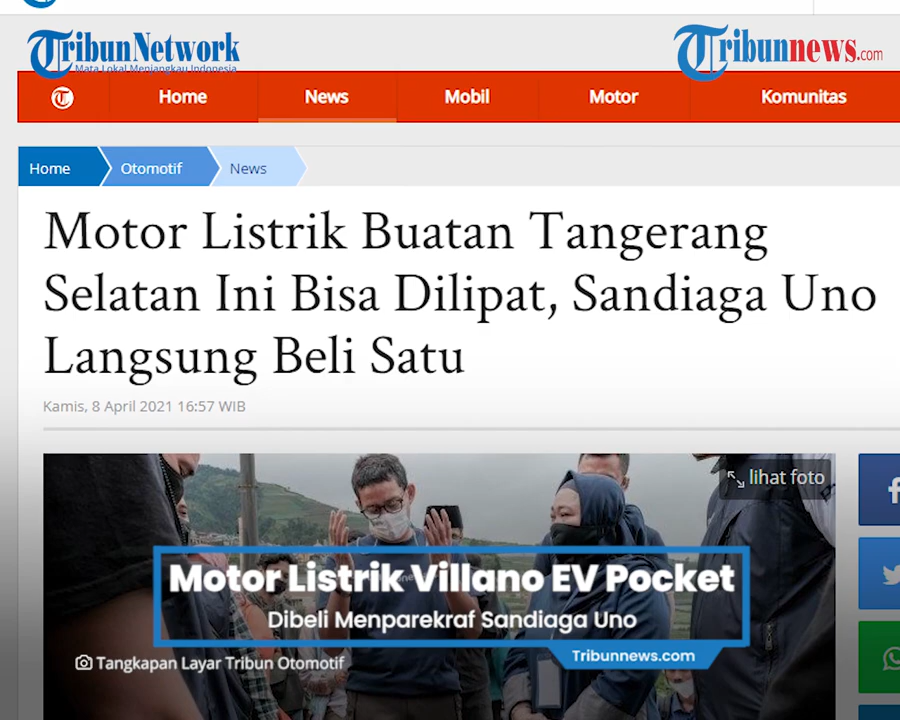 TribunNetwork
Mata Lokal Menjangkau Indonesia
Tribunnews.com
Home News Mobil Motor Komunitas
Home Otomotif News
Motor Listrik Buatan Tangerang
Selatan Ini Bisa Dilipat, Sandiaga Uno
Langsung Beli Satu
Kamis, 8 April 2021 16:57 WIB
lihat foto
Motor Listrik Villano EV Pocket
Dibeli Menparekraf Sandiaga Uno
Tribunnews.com
Tangkapan Layar Tribun Otomotif